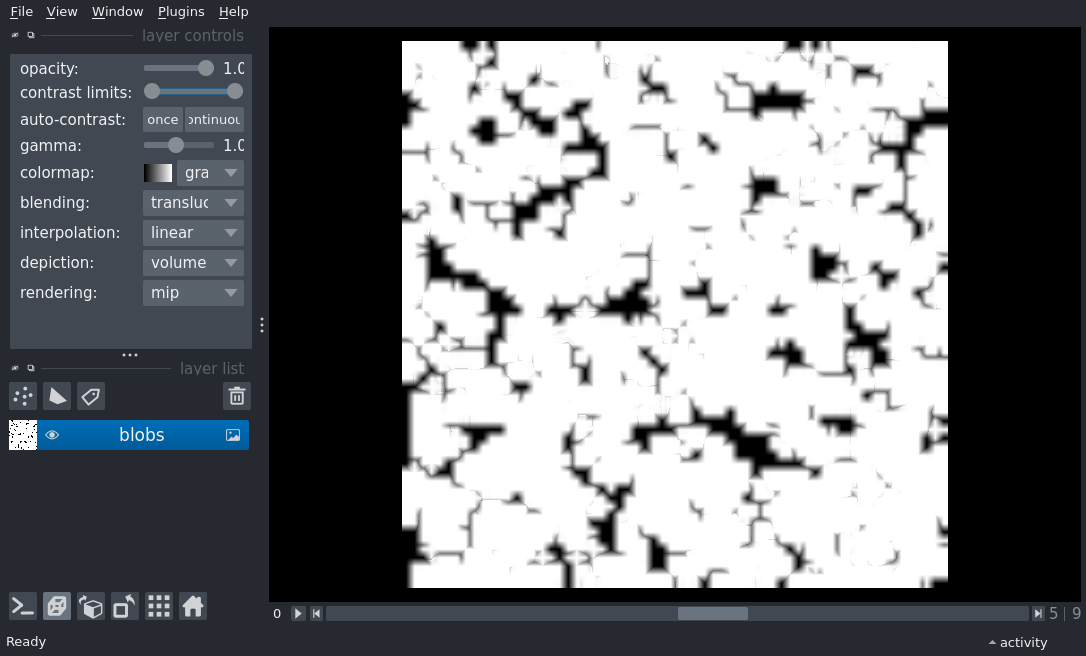 File View Window Plugins Help
layer controls
opacity: 1.0
contrast limits:
auto-contrast: once ontinuou
gamma: 1.0
colormap: gra
blending: transluc
interpolation: linear
depiction: volume
rendering: mip
layer list
blobs
0 5 | 9
Ready activity